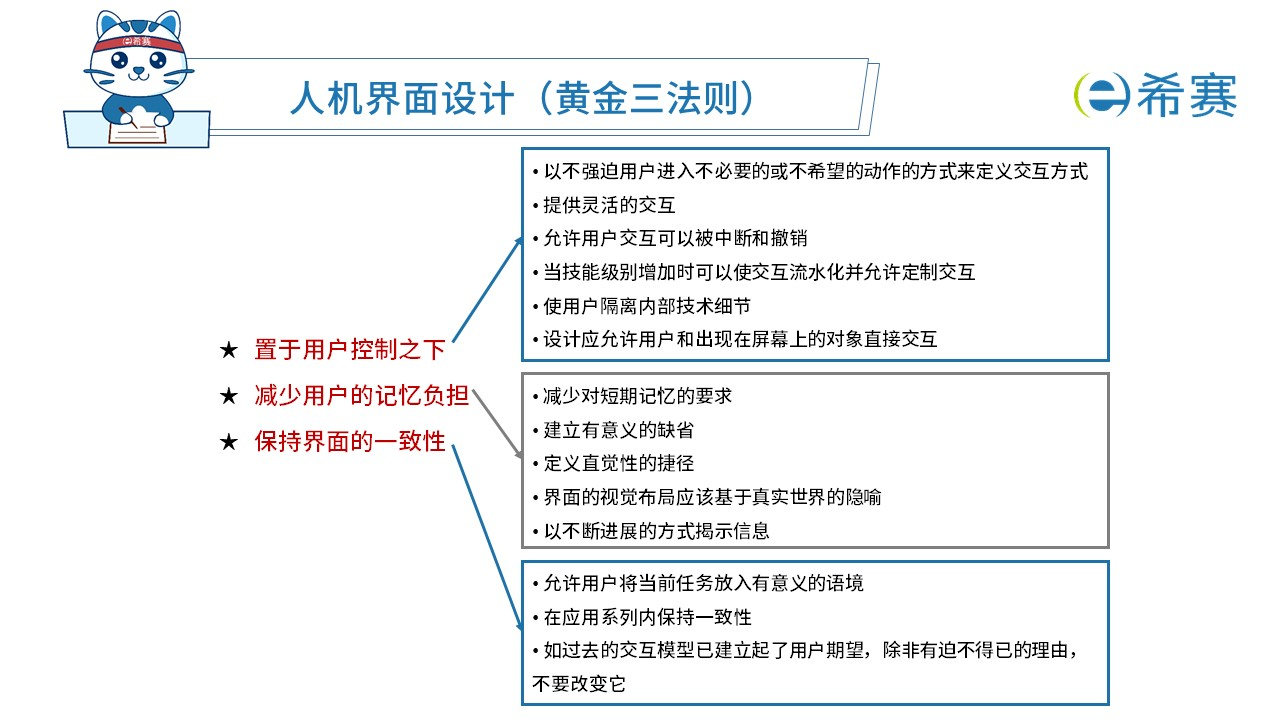 人机界面设计（黄金三法则）
希赛
希赛
★ 置于用户控制之下
★ 减少用户的记忆负担
★ 保持界面的一致性
• 以不强迫用户进入不必要的或不希望的动作的方式来定义交互方式
• 提供灵活的交互
• 允许用户交互可以被中断和撤销
• 当技能级别增加时可以使交互流水化并允许定制交互
• 使用户隔离内部技术细节
• 设计应允许用户和出现在屏幕上的对象直接交互
• 减少对短期记忆的要求
• 建立有意义的缺省
• 定义直觉性的捷径
• 界面的视觉布局应该基于真实世界的隐喻
• 以不断进展的方式揭示信息
• 允许用户将当前任务放入有意义的语境
• 在应用系列内保持一致性
• 如过去的交互模型已建立起了用户期望，除非有迫不得已的理由，
不要改变它